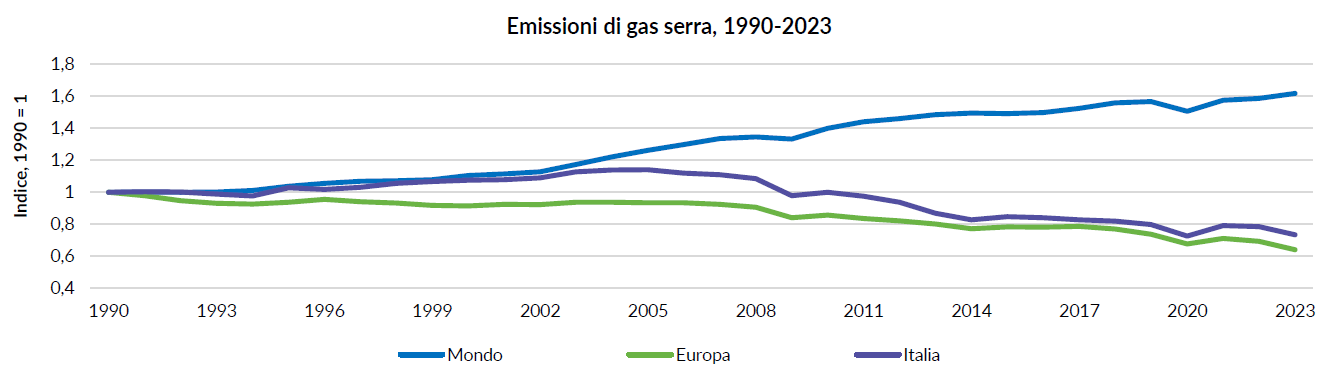 Emissioni di gas serra, 1990-2023
Indice, 1990 = 1
1,8
1,6
1,4
1,2
1
0,8
0,6
0,4
1990 1993 1996 1999 2002 2005 2008 2011 2014 2017 2020 2023
Mondo Europa Italia